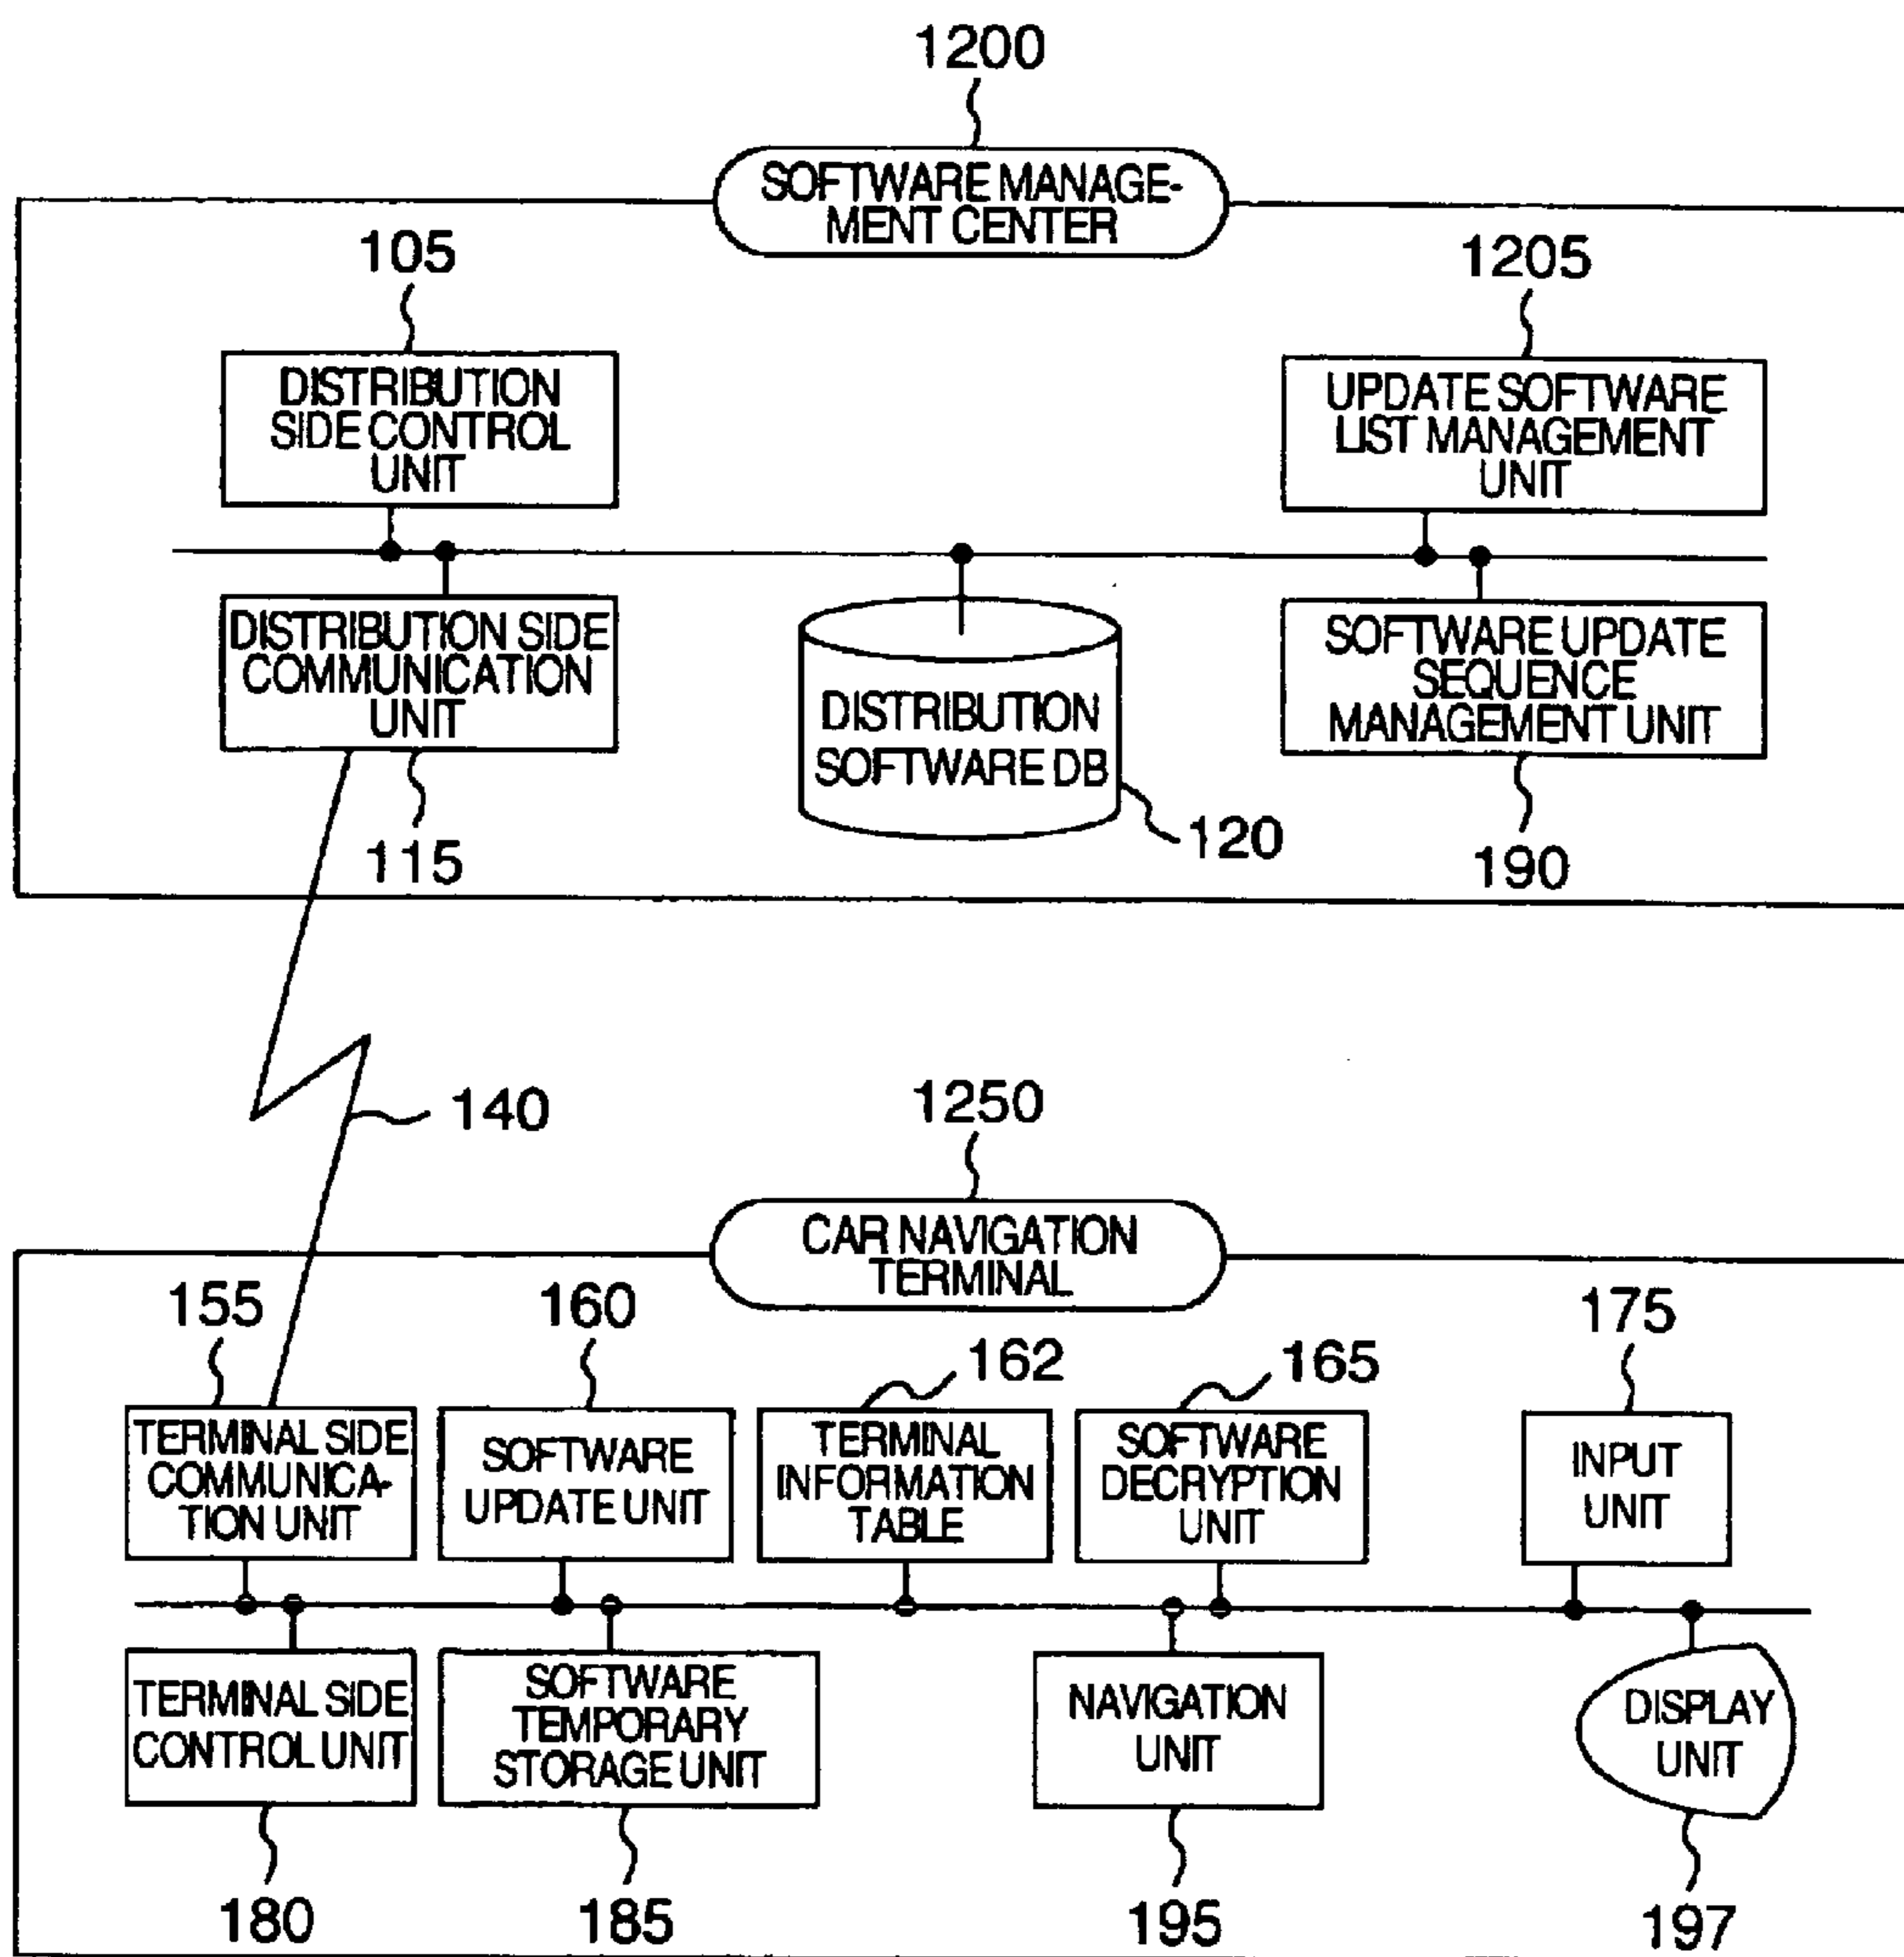 1200
SOFTWARE MANAGE-
MENT CENTER
105
1205
DISTRIBUTION
SIDE CONTROL
UNIT
UPDATE SOFTWARE
LIST MANAGEMENT
UNIT
DISTRIBUTION SIDE
COMMUNICATION
UNIT
DISTRIBUTION
SOFTWARE DB
SOFTWARE UPDATE
SEQUENCE
MANAGEMENT UNIT
115
120
190
140
1250
CAR NAVIGATION
TERMINAL
155
160
162
165
175
TERMINAL SIDE
COMMUNICA-
TION UNIT
SOFTWARE
UPDATE UNIT
TERMINAL
INFORMATION
TABLE
SOFTWARE
DECRYPTION
UNIT
INPUT
UNIT
TERMINAL SIDE
CONTROL UNIT
SOFTWARE
TEMPORARY
STORAGE UNIT
NAVIGATION
UNIT
DISPLAY
UNIT
180
185
195
197